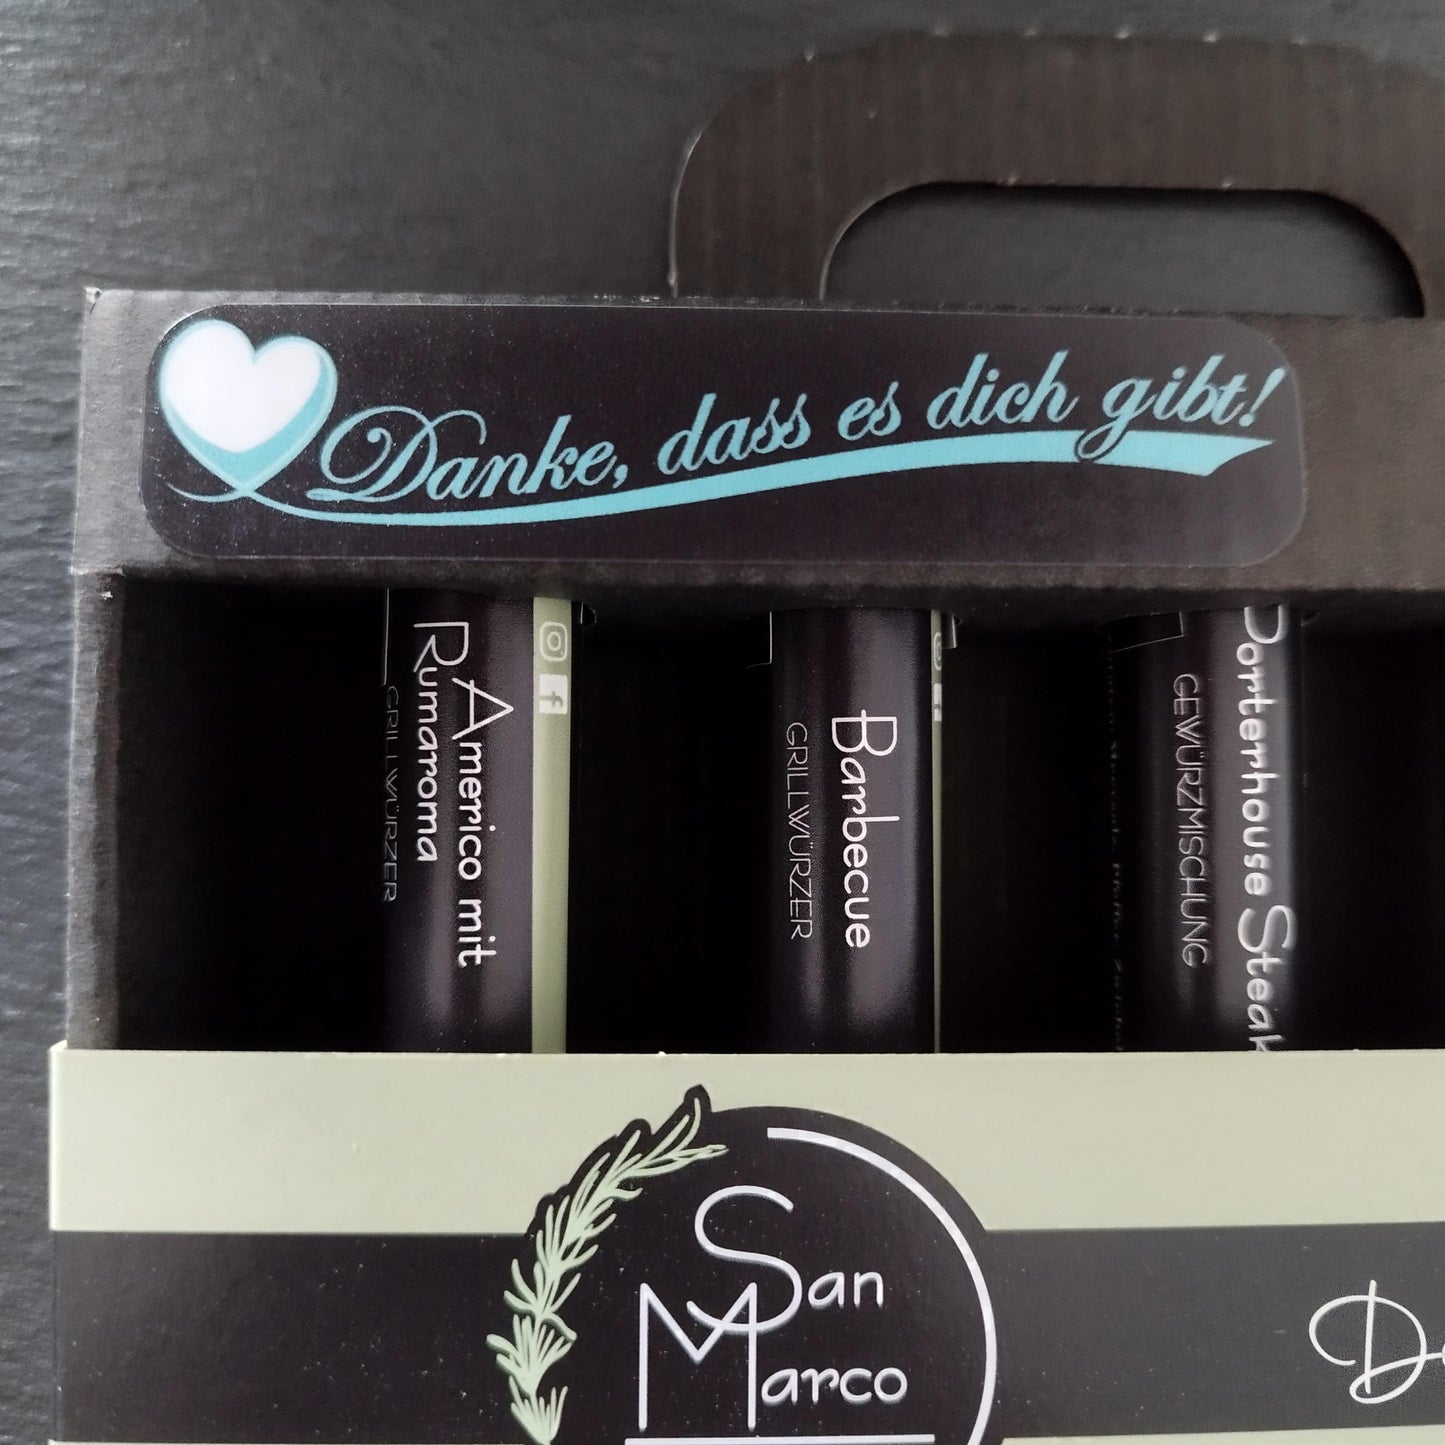 Danke, dass es dich gibt!
Americo mit
Rumaroma
GRILLWÜRZER
Barbecue
GRILLWÜRZER
Porterhouse Steak
GEWÜRZMISCHUNG
San
Marco